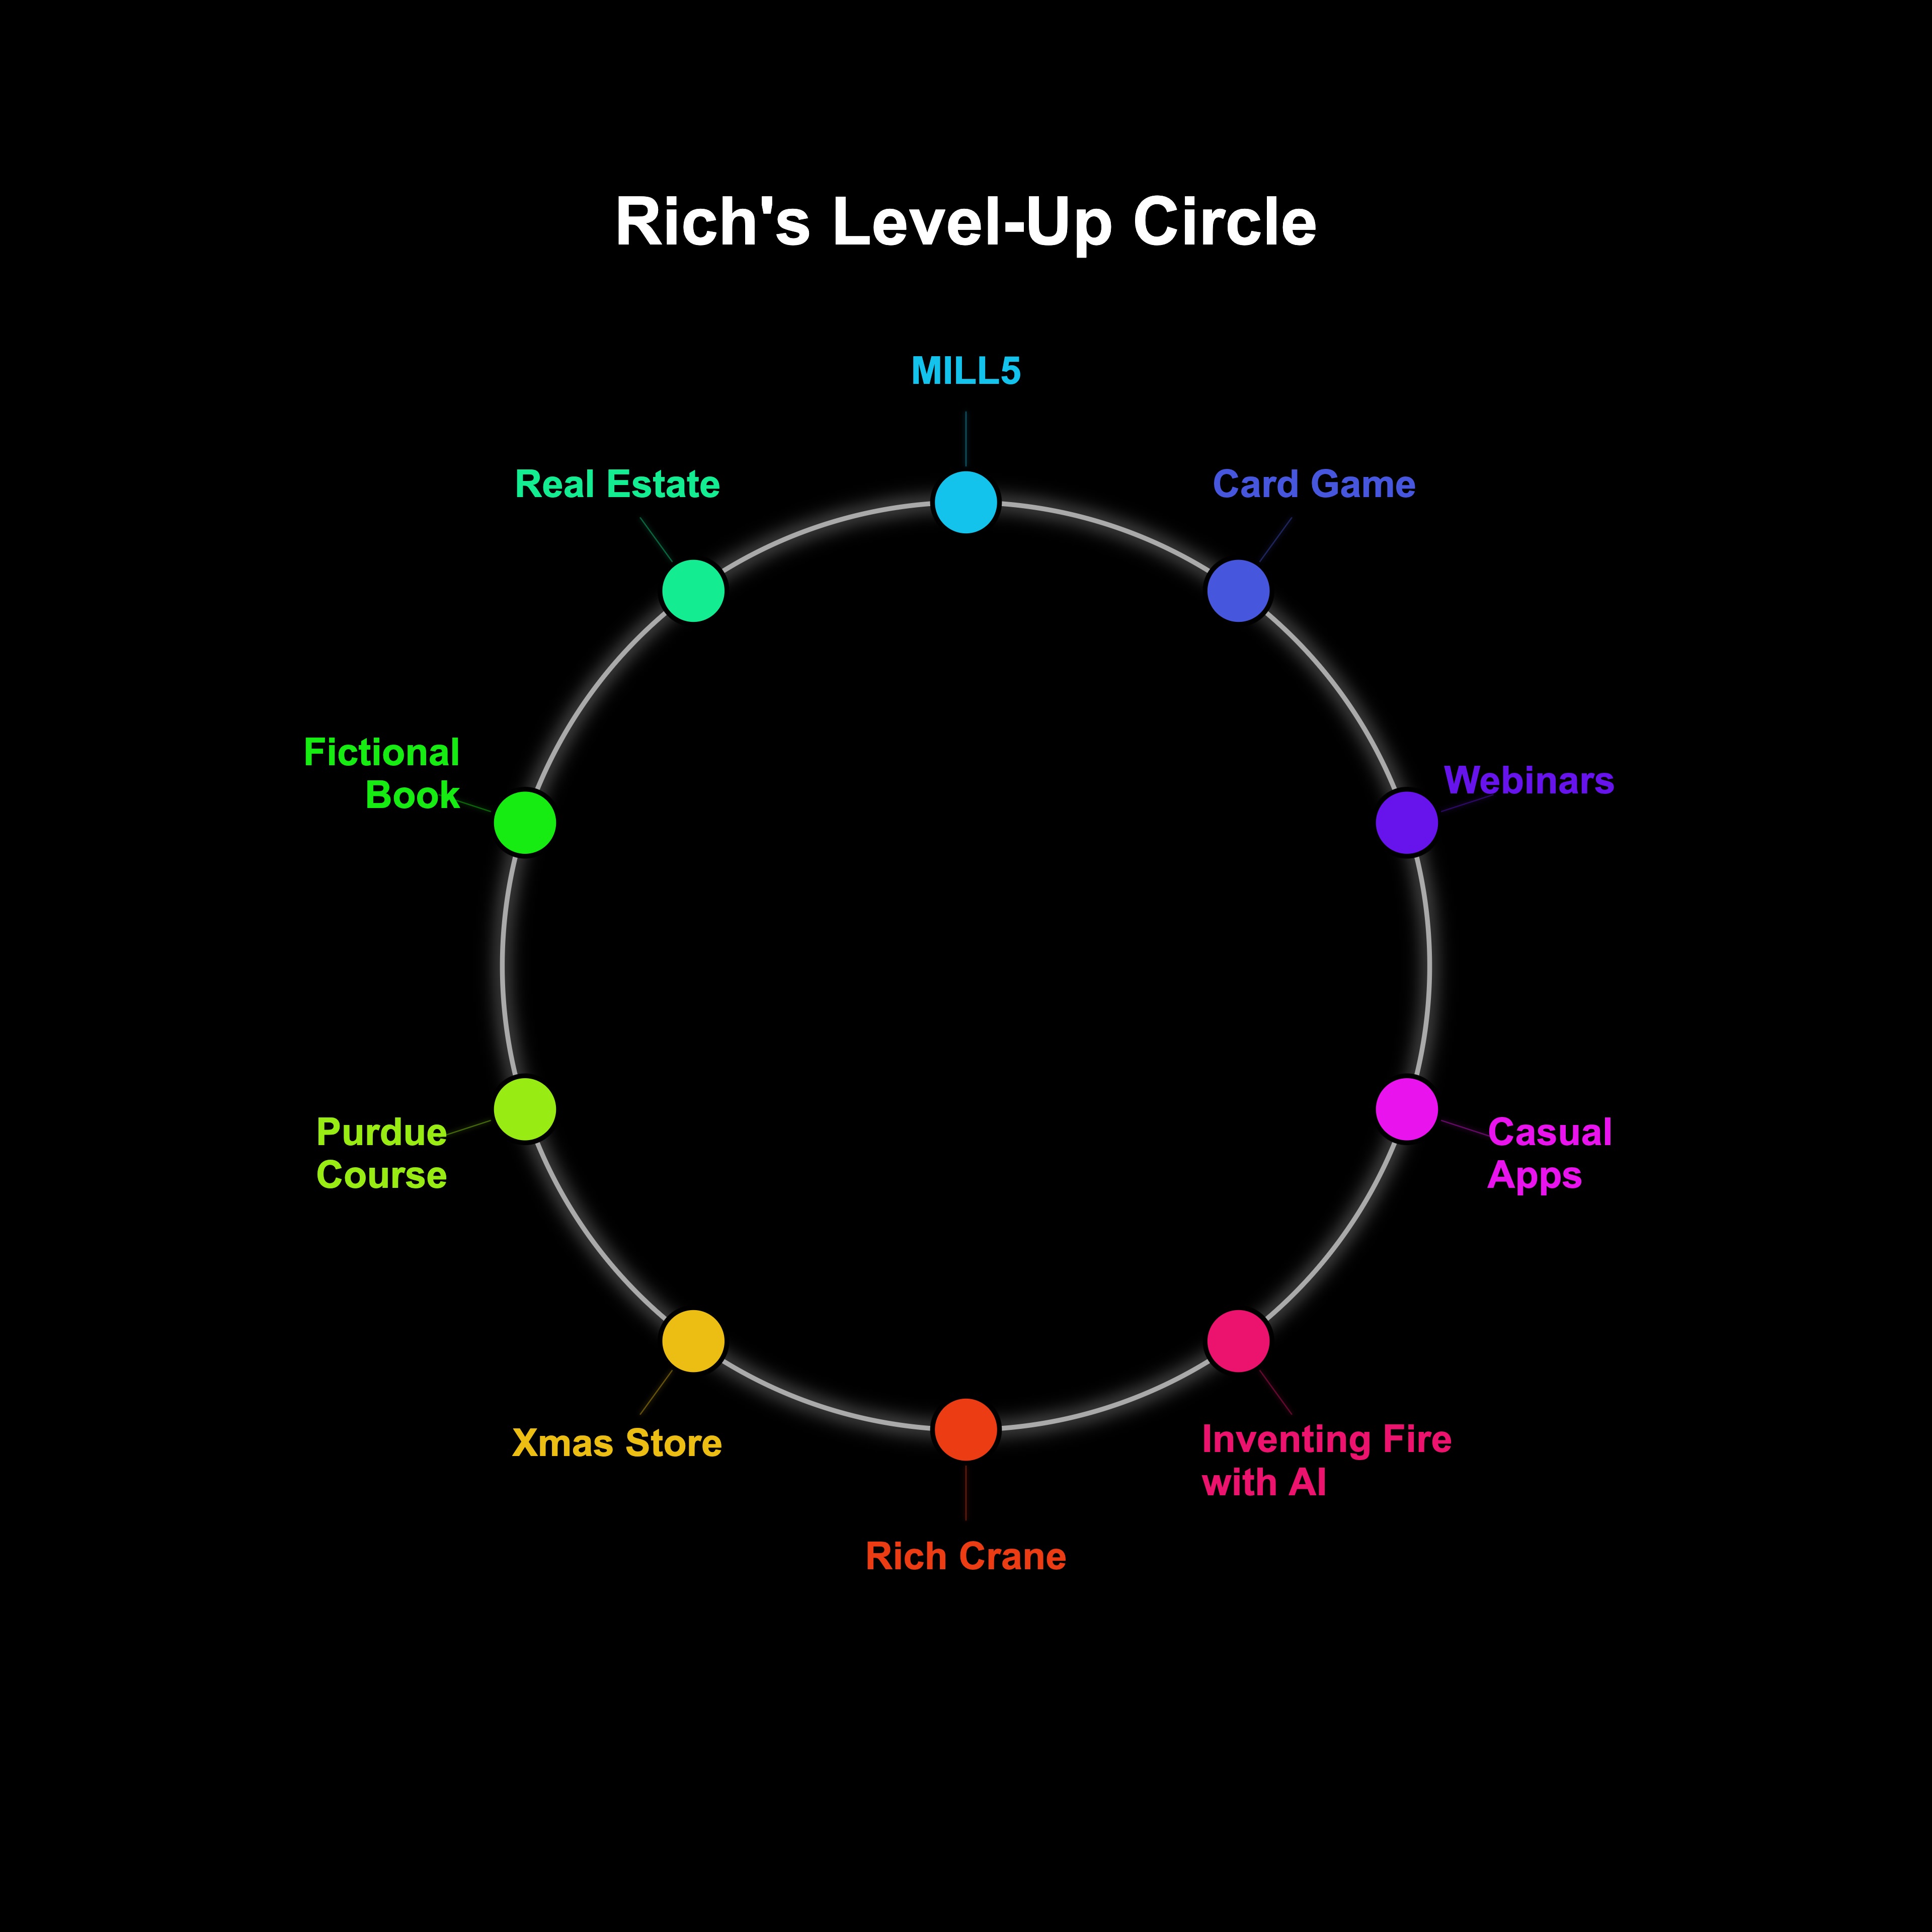 Rich's Level-Up Circle
MILL5
Real Estate
Card Game
Fictional
Book
Webinars
Purdue
Course
Casual
Apps
Xmas Store
Inventing Fire
with AI
Rich Crane